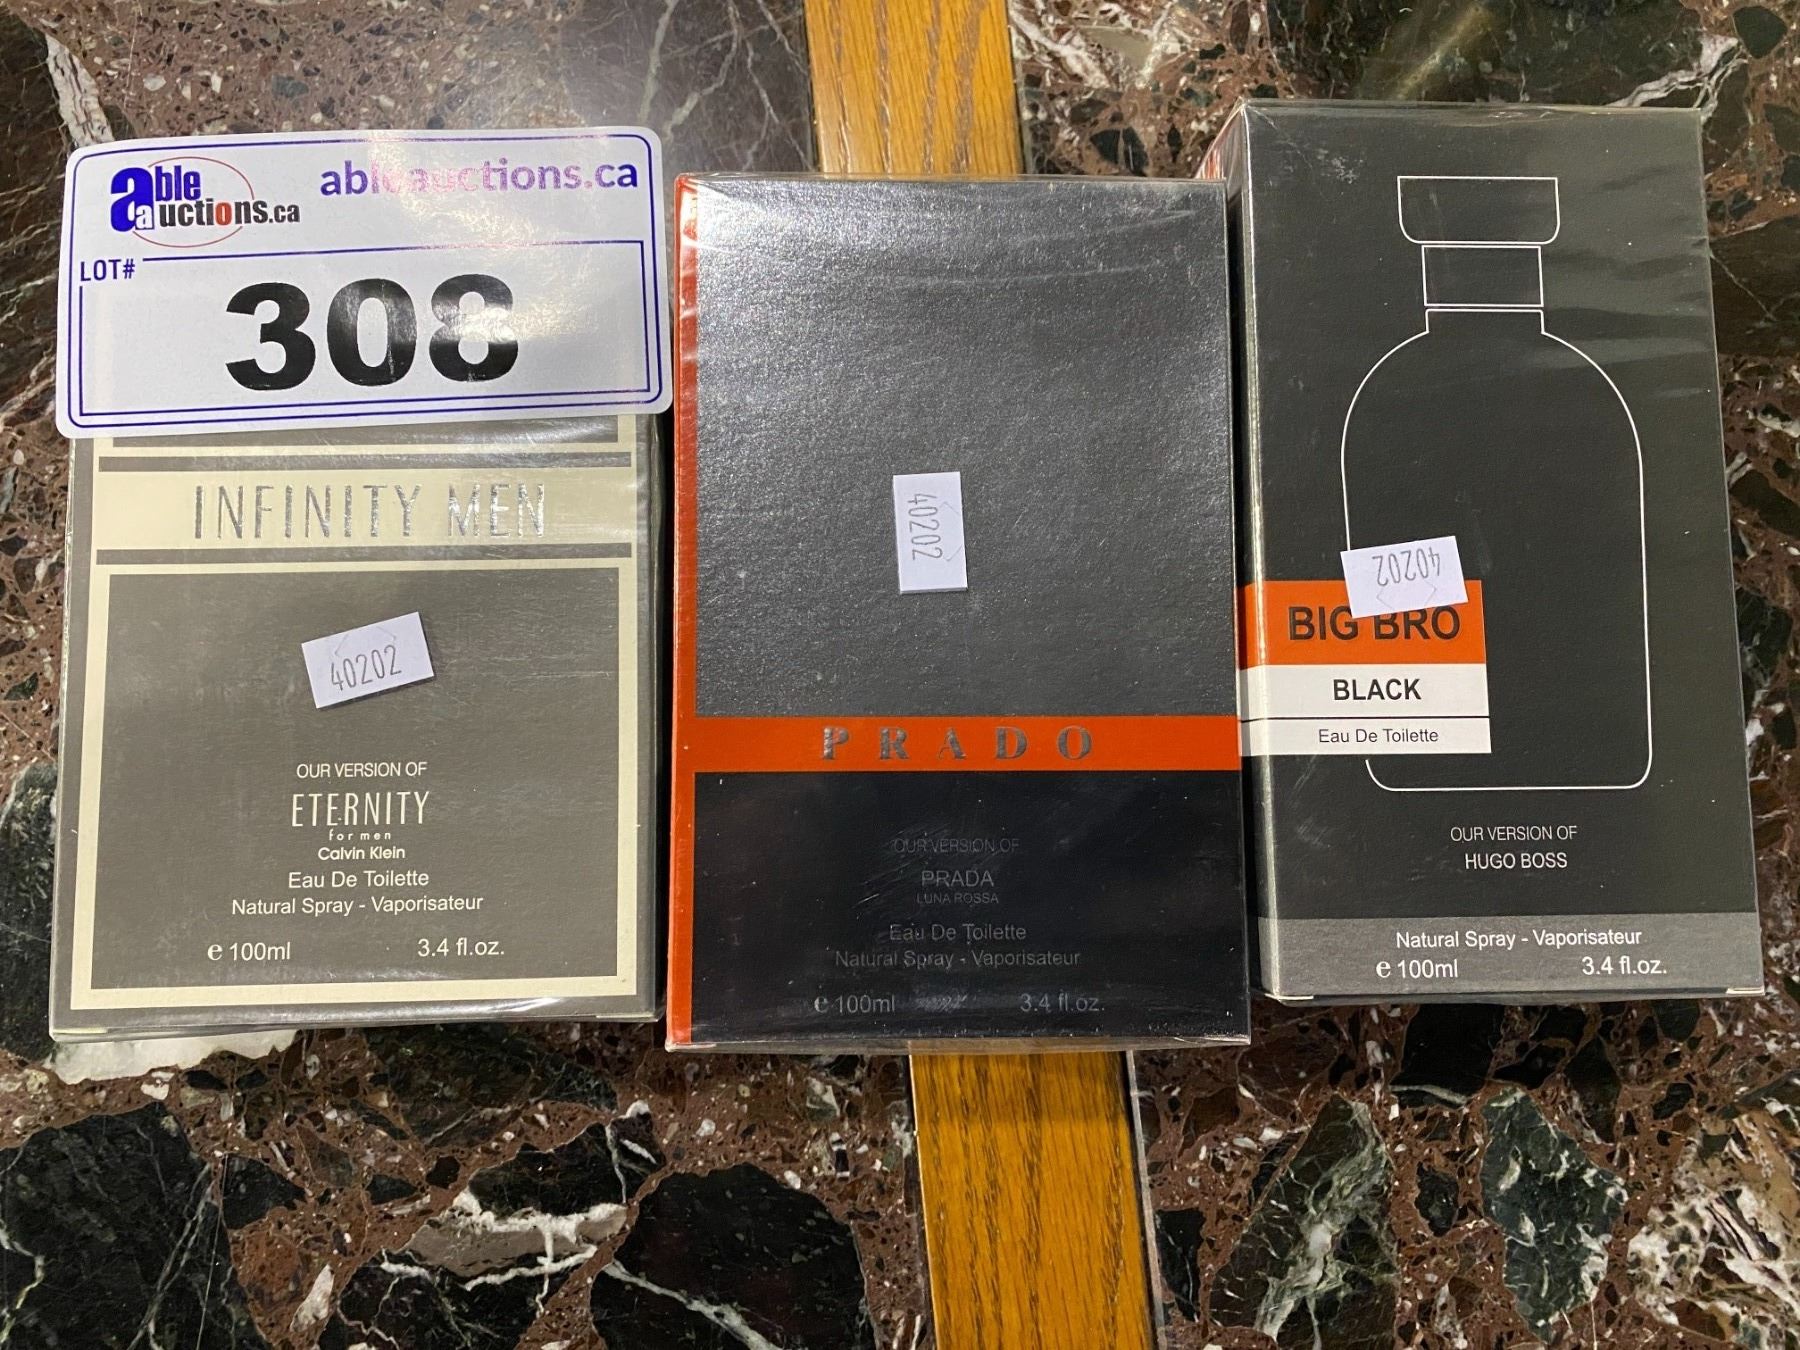 able auctions.ca
ableauctions.ca
LOT#
308
INFINITY MEN
40202
OUR VERSION OF
ETERNITY
for men
Calvin Klein
Eau De Toilette
Natural Spray - Vaporisateur
e 100ml 3.4 fl.oz.
40202
PRADO
OUR VERSION OF
PRADA
LUNA ROSSA
Eau De Toilette
Natural Spray - Vaporisateur
e 100ml 3.4 fl.oz.
40202
BIG BRO
BLACK
Eau De Toilette
OUR VERSION OF
HUGO BOSS
Natural Spray - Vaporisateur
e 100ml 3.4 fl.oz.